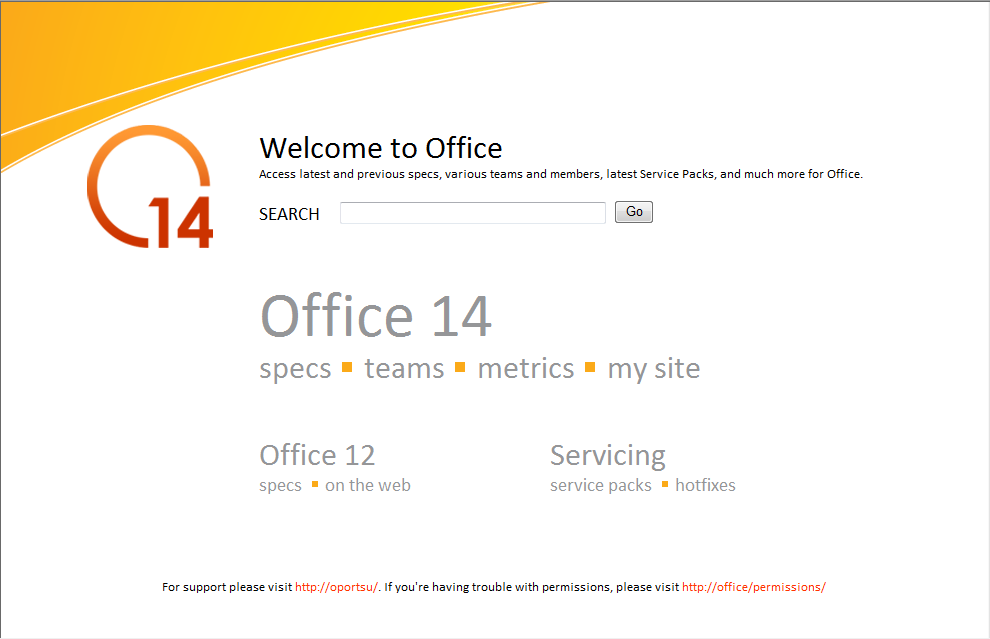 14
Welcome to Office
Access latest and previous specs, various teams and members, latest Service Packs, and much more for Office.
SEARCH Go
Office 14
specs ▪ teams ▪ metrics ▪ my site
Office 12 Servicing
specs ▪ on the web service packs ▪ hotfixes
For support please visit http://oportsu/. If you're having trouble with permissions, please visit http://office/permissions/